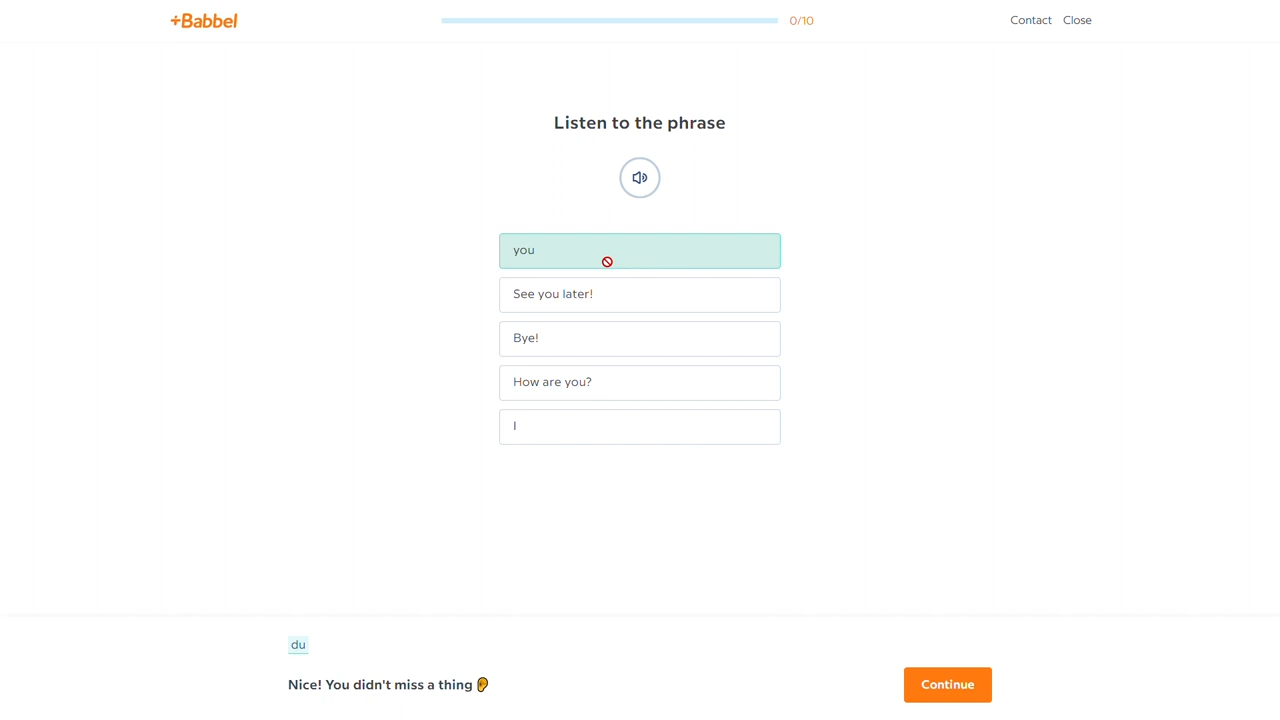 +Babbel
0/10
Contact Close
Listen to the phrase
you
See you later!
Bye!
How are you?
I
du
Nice! You didn't miss a thing 🦻
Continue